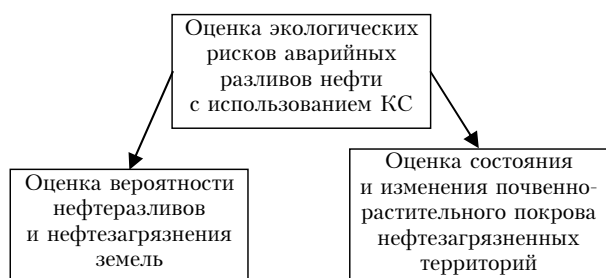 Оценка экологических
рисков аварийных
разливов нефти
с использованием КС
Оценка вероятности
нефтеразливов
и нефтезагрязнения
земель
Оценка состояния
и изменения почвенно-
растительного покрова
нефтезагрязненных
территорий